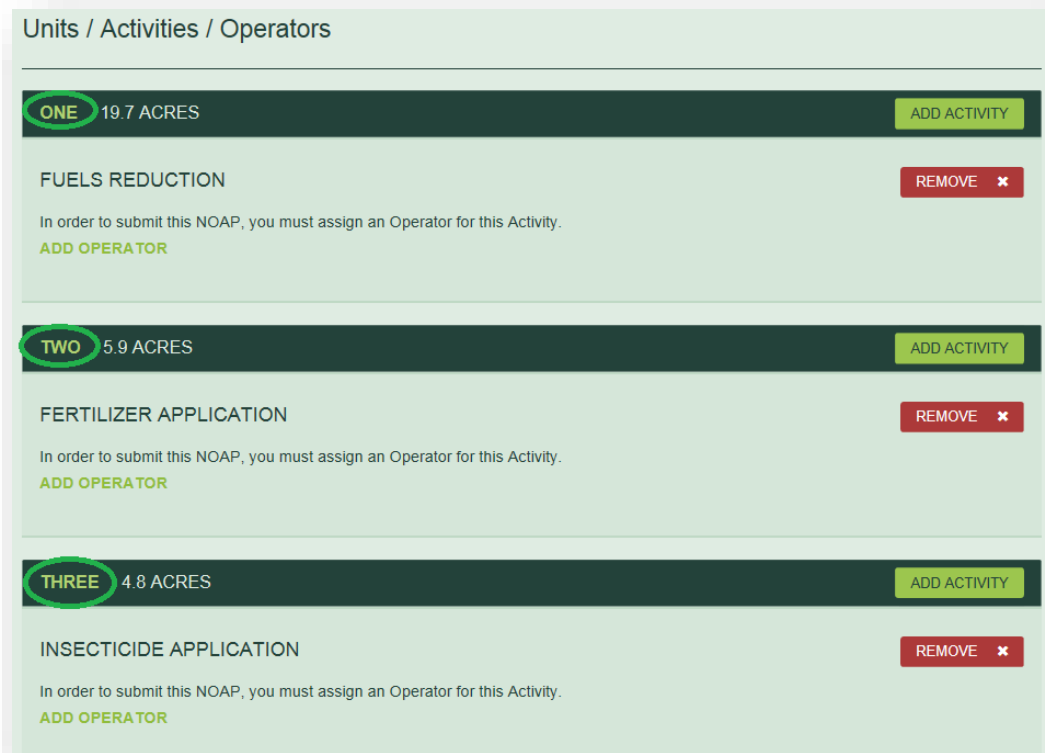 Units / Activities / Operators
ONE 19.7 ACRES ADD ACTIVITY
FUELS REDUCTION REMOVE ✖
In order to submit this NOAP, you must assign an Operator for this Activity.
ADD OPERATOR
TWO 5.9 ACRES ADD ACTIVITY
FERTILIZER APPLICATION REMOVE ✖
In order to submit this NOAP, you must assign an Operator for this Activity.
ADD OPERATOR
THREE 4.8 ACRES ADD ACTIVITY
INSECTICIDE APPLICATION REMOVE ✖
In order to submit this NOAP, you must assign an Operator for this Activity.
ADD OPERATOR